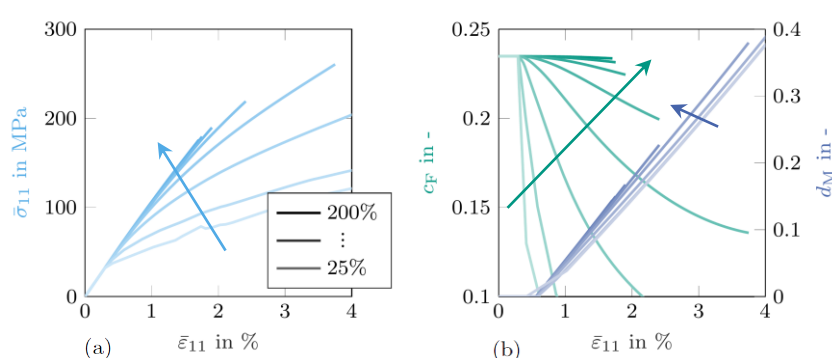 300
200
100
0
0 1 2 3 4
σ̄₁₁ in MPa
ε̄₁₁ in %
200%
⋮
25%
(a)
0.25
0.2
0.15
0.1
0 1 2 3 4
c_F in -
ε̄₁₁ in %
0.4
0.3
0.2
0.1
0
d_M in -
(b)